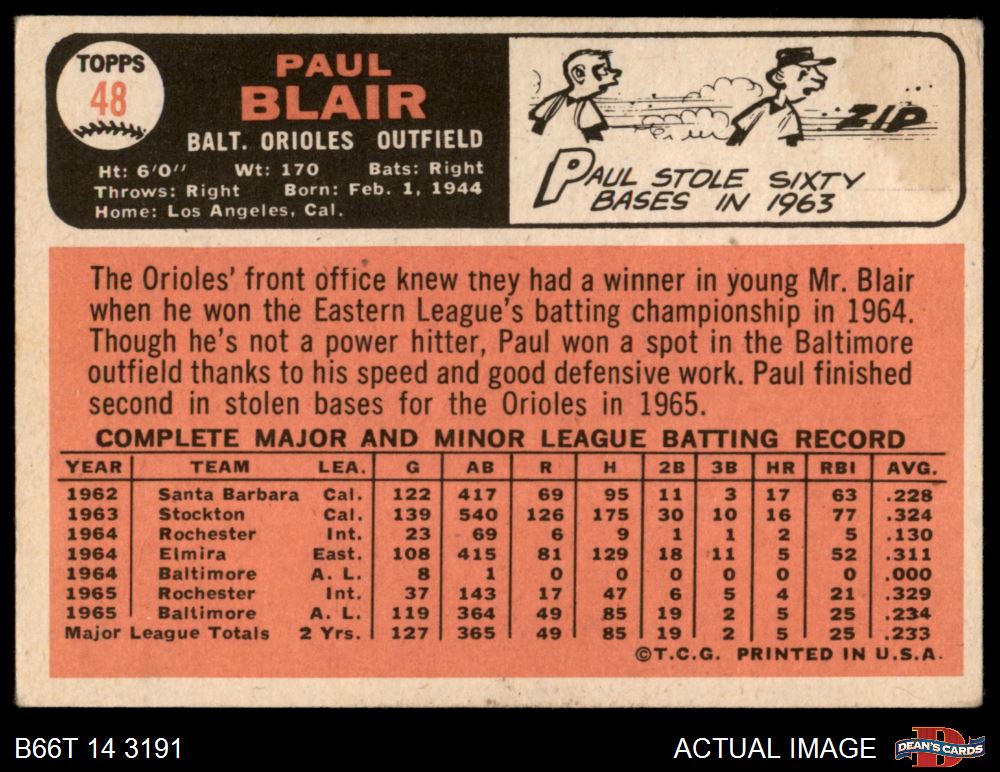 TOPPS
48
PAUL
BLAIR
BALT. ORIOLES OUTFIELD
Ht: 6'0" Wt: 170 Bats: Right
Throws: Right Born: Feb. 1, 1944
Home: Los Angeles, Cal.
ZIP
PAUL STOLE SIXTY
BASES IN 1963
The Orioles' front office knew they had a winner in young Mr. Blair
when he won the Eastern League's batting championship in 1964.
Though he's not a power hitter, Paul won a spot in the Baltimore
outfield thanks to his speed and good defensive work. Paul finished
second in stolen bases for the Orioles in 1965.
COMPLETE MAJOR AND MINOR LEAGUE BATTING RECORD
YEAR TEAM LEA. G AB R H 2B 3B HR RBI AVG.
1962 Santa Barbara Cal. 122 417 69 95 11 3 17 63 .228
1963 Stockton Cal. 139 540 126 175 30 10 16 77 .324
1964 Rochester Int. 23 69 6 9 1 1 2 5 .130
1964 Elmira East. 108 415 81 129 18 11 5 52 .311
1964 Baltimore A. L. 8 1 0 0 0 0 0 0 .000
1965 Rochester Int. 37 143 17 47 6 5 4 21 .329
1965 Baltimore A. L. 119 364 49 85 19 2 5 25 .234
Major League Totals 2 Yrs. 127 365 49 85 19 2 5 25 .233
©T.C.G. PRINTED IN U.S.A.
B66T 14 3191
ACTUAL IMAGE
DEAN'S CARDS